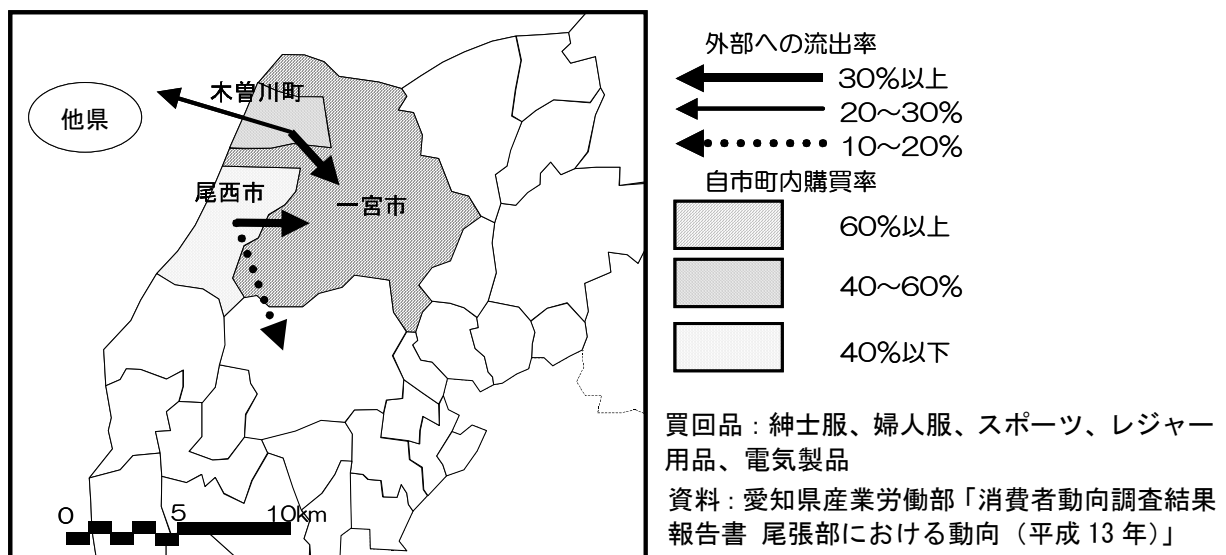 木曽川町
他県
尾西市
一宮市
0 5 10km
外部への流出率
30%以上
20～30%
10～20%
自市町内購買率
60%以上
40～60%
40%以下
買回品：紳士服、婦人服、スポーツ、レジャー
用品、電気製品
資料：愛知県産業労働部「消費者動向調査結果
報告書 尾張部における動向（平成 13 年）」